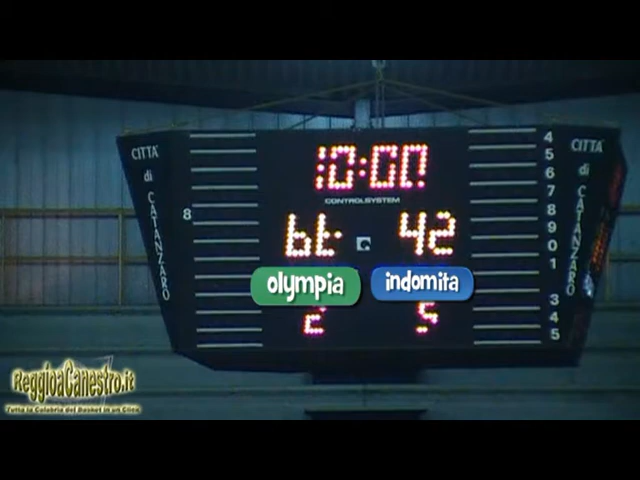 CITTA'
di
CATANZARO
10:00
CONTROLSYSTEM
42
olympia
indomita
2
5
8
4
5
6
7
8
9
0
1
3
4
5
CITTA'
di
CATANZARO
ReggioaCanestro.it
Tutta la Calabria del Basket in un Click